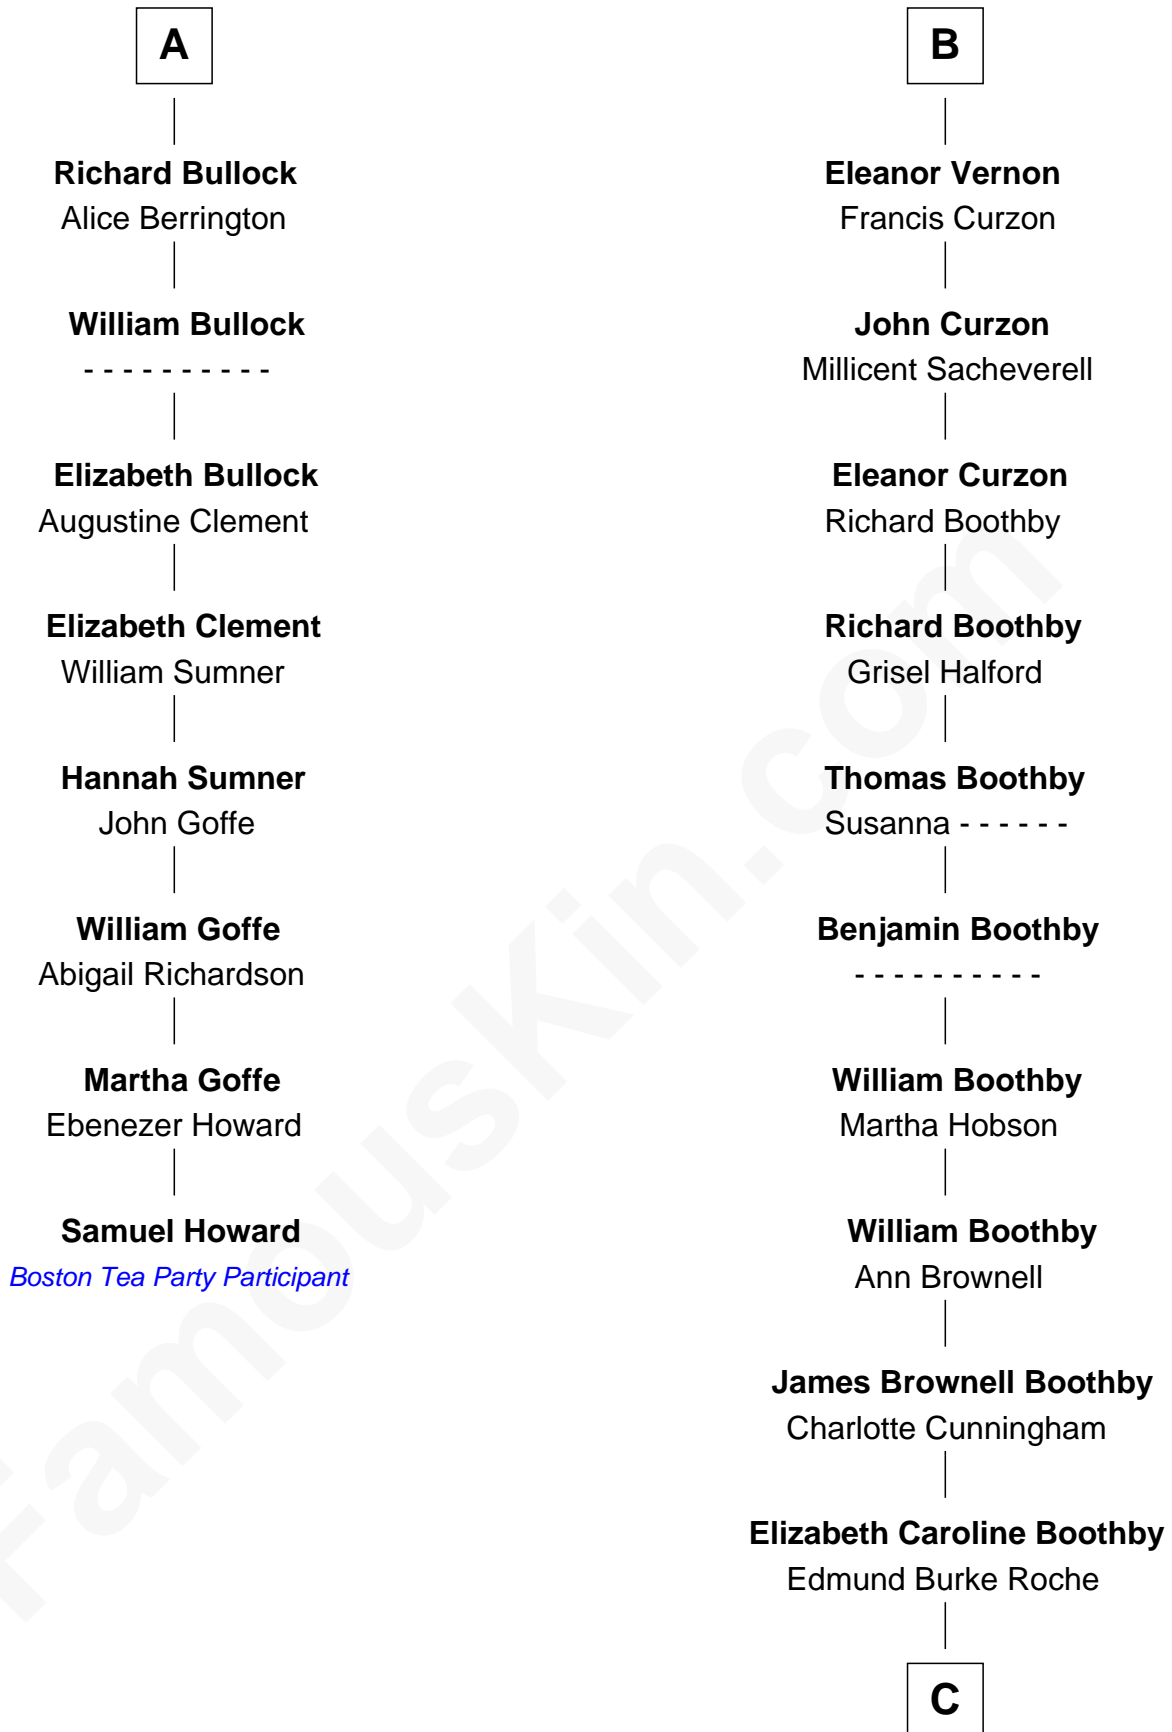 A
Richard Bullock
Alice Berrington
William Bullock
- - - - - - - - - -
Elizabeth Bullock
Augustine Clement
Elizabeth Clement
William Sumner
Hannah Sumner
John Goffe
William Goffe
Abigail Richardson
Martha Goffe
Ebenezer Howard
Samuel Howard
Boston Tea Party Participant
B
Eleanor Vernon
Francis Curzon
John Curzon
Millicent Sacheverell
Eleanor Curzon
Richard Boothby
Richard Boothby
Grisel Halford
Thomas Boothby
Susanna - - - - - -
Benjamin Boothby
- - - - - - - - - -
William Boothby
Martha Hobson
William Boothby
Ann Brownell
James Brownell Boothby
Charlotte Cunningham
Elizabeth Caroline Boothby
Edmund Burke Roche
C
FamousKin.com